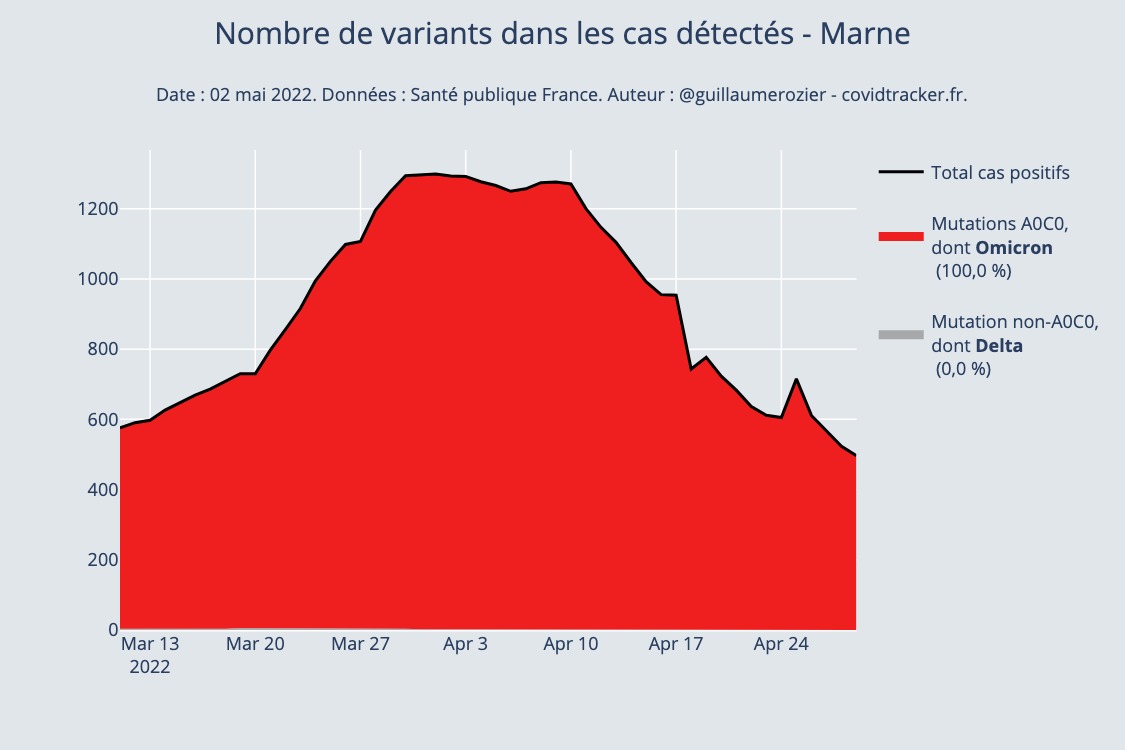 Nombre de variants dans les cas détectés - Marne
Date : 02 mai 2022. Données : Santé publique France. Auteur : @guillaumerozier - covidtracker.fr.
Total cas positifs
Mutations A0C0,
dont Omicron
(100,0 %)
Mutation non-A0C0,
dont Delta
(0,0 %)
1200
1000
800
600
400
200
0
Mar 13 Mar 20 Mar 27 Apr 3 Apr 10 Apr 17 Apr 24
2022